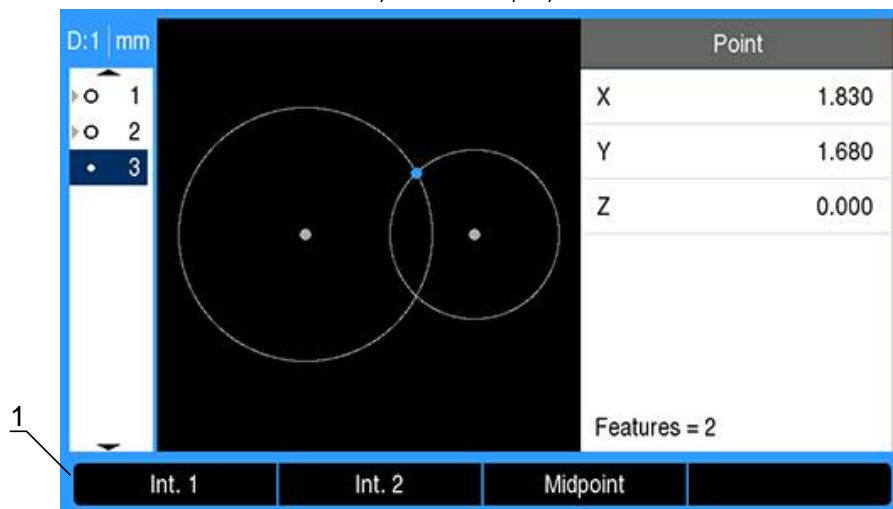 D:1 mm
Point
1
2
3
X 1.830
Y 1.680
Z 0.000
Features = 2
1
Int. 1 Int. 2 Midpoint